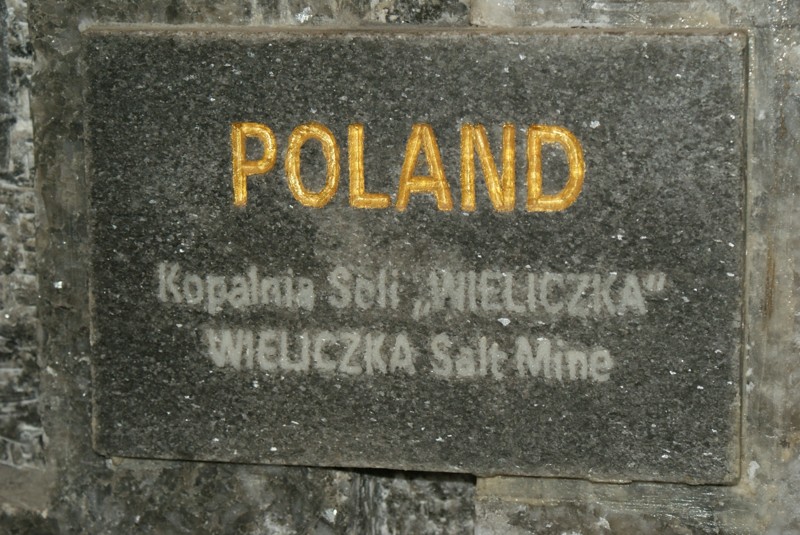 POLAND
Kopalnia Soli „WIELICZKA”
WIELICZKA Salt Mine